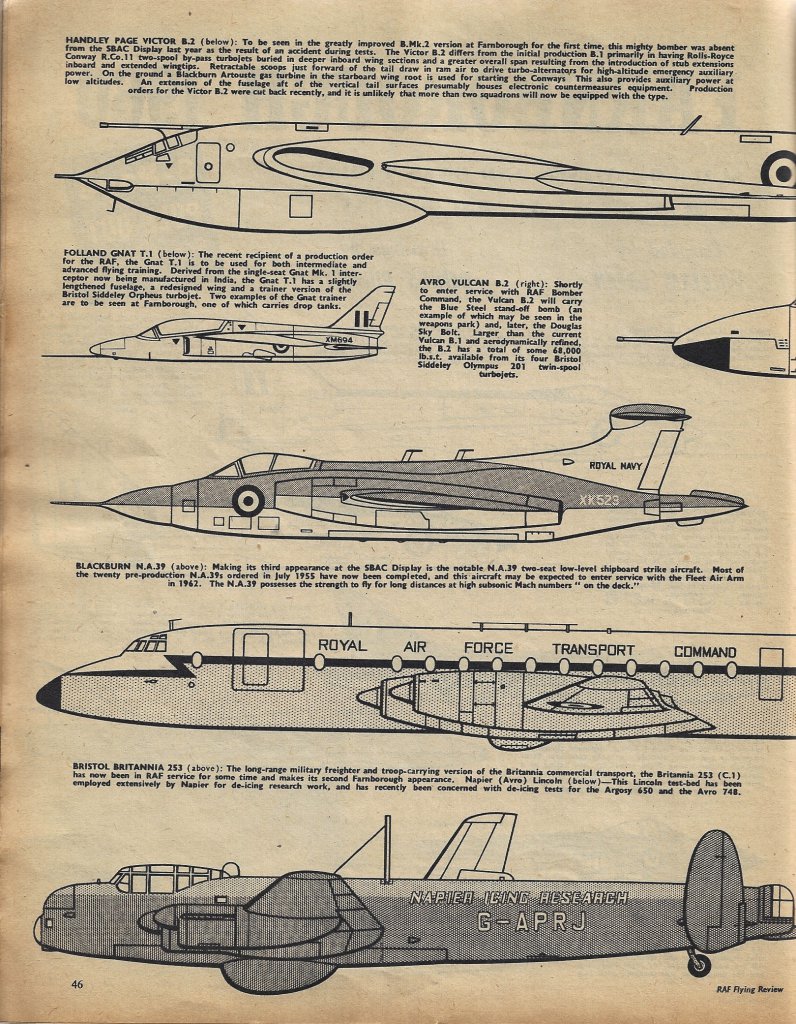 HANDLEY PAGE VICTOR B.2 (below): To be seen in the greatly improved B.Mk.2 version at Farnborough for the first time, this mighty bomber was absent
from the SBAC Display last year as the result of an accident during tests. The Victor B.2 differs from the initial production B.1 primarily in having Rolls-Royce
Conway R.Co.11 two-spool by-pass turbojets buried in deeper inboard wing sections and a greater overall span resulting from the introduction of stub extensions
inboard and extended wingtips. Retractable scoops just forward of the tail draw in ram air to drive turbo-alternators for high-altitude emergency auxiliary
power. On the ground a Blackburn Artouste gas turbine in the starboard wing root is used for starting the Conways This also provides auxiliary power at
low altitudes. An extension of the fuselage aft of the vertical tail surfaces presumably houses electronic countermeasures equipment. Production
orders for the Victor B.2 were cut back recently, and it is unlikely that more than two squadrons will now be equipped with the type.
FOLLAND GNAT T.1 (below): The recent recipient of a production order
for the RAF, the Gnat T.1 is to be used for both intermediate and
advanced flying training. Derived from the single-seat Gnat Mk. 1 inter-
ceptor now being manufactured in India, the Gnat T.1 has a slightly
lengthened fuselage, a redesigned wing and a trainer version of the
Bristol Siddeley Orpheus turbojet. Two examples of the Gnat trainer
are to be seen at Farnborough, one of which carries drop tanks.
XM694
AVRO VULCAN B.2 (right): Shortly
to enter service with RAF Bomber
Command, the Vulcan B.2 will carry
the Blue Steel stand-off bomb (an
example of which may be seen in the
weapons park) and, later, the Douglas
Sky Bolt. Larger than the current
Vulcan B.1 and aerodynamically refined,
the B.2 has a total of some 68,000
lb.s.t. available from its four Bristol
Siddeley Olympus 201 twin-spool
turbojets.
ROYAL NAVY
XK523
BLACKBURN N.A.39 (above): Making its third appearance at the SBAC Display is the notable N.A.39 two-seat low-level shipboard strike aircraft. Most of
the twenty pre-production N.A.39s ordered in July 1955 have now been completed, and this aircraft may be expected to enter service with the Fleet Air Arm
in 1962. The N.A.39 possesses the strength to fly for long distances at high subsonic Mach numbers " on the deck."
ROYAL AIR FORCE TRANSPORT COMMAND
BRISTOL BRITANNIA 253 (above): The long-range military freighter and troop-carrying version of the Britannia commercial transport, the Britannia 253 (C.1)
has now been in RAF service for some time and makes its second Farnborough appearance. Napier (Avro) Lincoln (below)—This Lincoln test-bed has been
employed extensively by Napier for de-icing research work, and has recently been concerned with de-icing tests for the Argosy 650 and the Avro 748.
NAPIER ICING RESEARCH
G-APRJ
46
RAF Flying Review